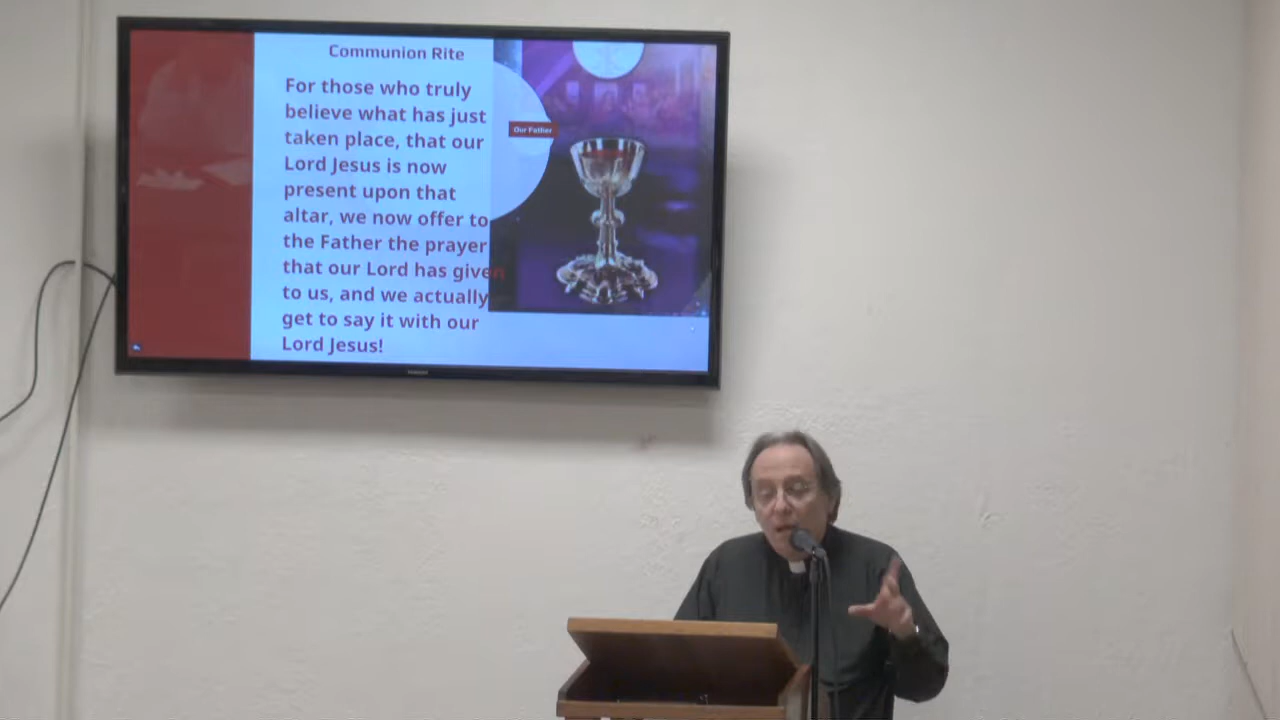 Communion Rite
For those who truly
believe what has just
taken place, that our
Lord Jesus is now
present upon that
altar, we now offer to
the Father the prayer
that our Lord has given
to us, and we actually
get to say it with our
Lord Jesus!
Our Father